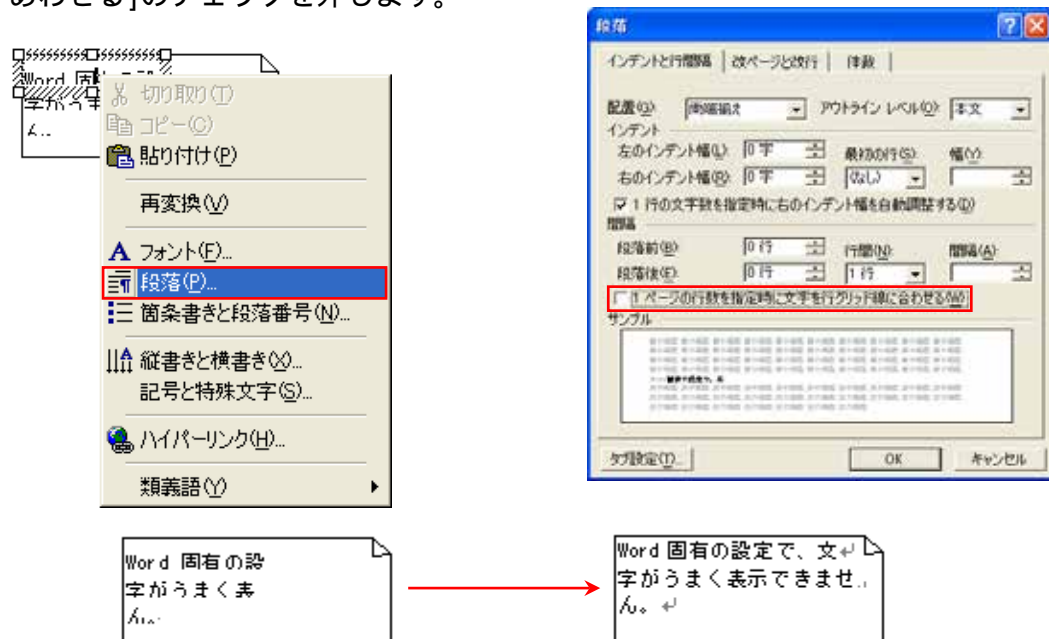 あわせる]のチェックを外します。
Word 固
字がうま
ん
切り取り(T)
コピー(C)
貼り付け(P)
再変換(V)
フォント(F)...
段落(P)...
箇条書きと段落番号(N)...
縦書きと横書き(X)...
記号と特殊文字(S)...
ハイパーリンク(H)...
類義語(Y)
段落
インデントと行間隔 改ページと改行 体裁
配置(G): 両端揃え アウトライン レベル(O): 本文
インデント
左のインデント幅(L): 0 字 最初の行(S): 幅(Y):
右のインデント幅(R): 0 字 (なし)
1 行の文字数を指定時に右のインデント幅を自動調整する(D)
間隔
段落前(B): 0 行 行間(N): 間隔(A):
段落後(E): 0 行 1 行
1 ページの行数を指定時に文字を行グリッド線に合わせる(W)
サンプル
タブ設定(T)... OK キャンセル
Word 固有の設
字がうまく表
ん。
Word 固有の設定で、文↵
字がうまく表示できませ
ん。↵